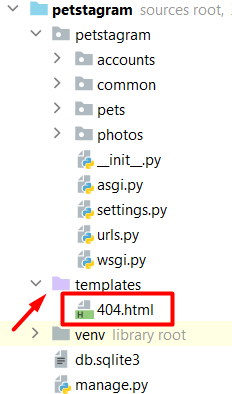 petstagram sources root,
petstagram
accounts
common
pets
photos
__init__.py
asgi.py
settings.py
urls.py
wsgi.py
templates
404.html
venv library root
db.sqlite3
manage.py